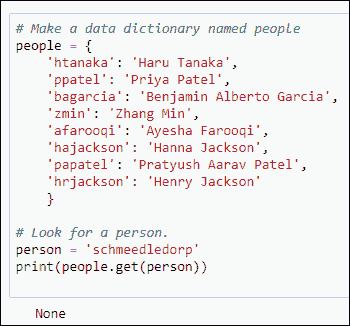 # Make a data dictionary named people
people = {
    'htanaka': 'Haru Tanaka',
    'ppatel': 'Priya Patel',
    'bagarcia': 'Benjamin Alberto Garcia',
    'zmin': 'Zhang Min',
    'afarooqi': 'Ayesha Farooqi',
    'hajackson': 'Hanna Jackson',
    'papatel': 'Pratyush Aarav Patel',
    'hrjackson': 'Henry Jackson'
    }
# Look for a person.
person = 'schmeedledorp'
print(people.get(person))
None